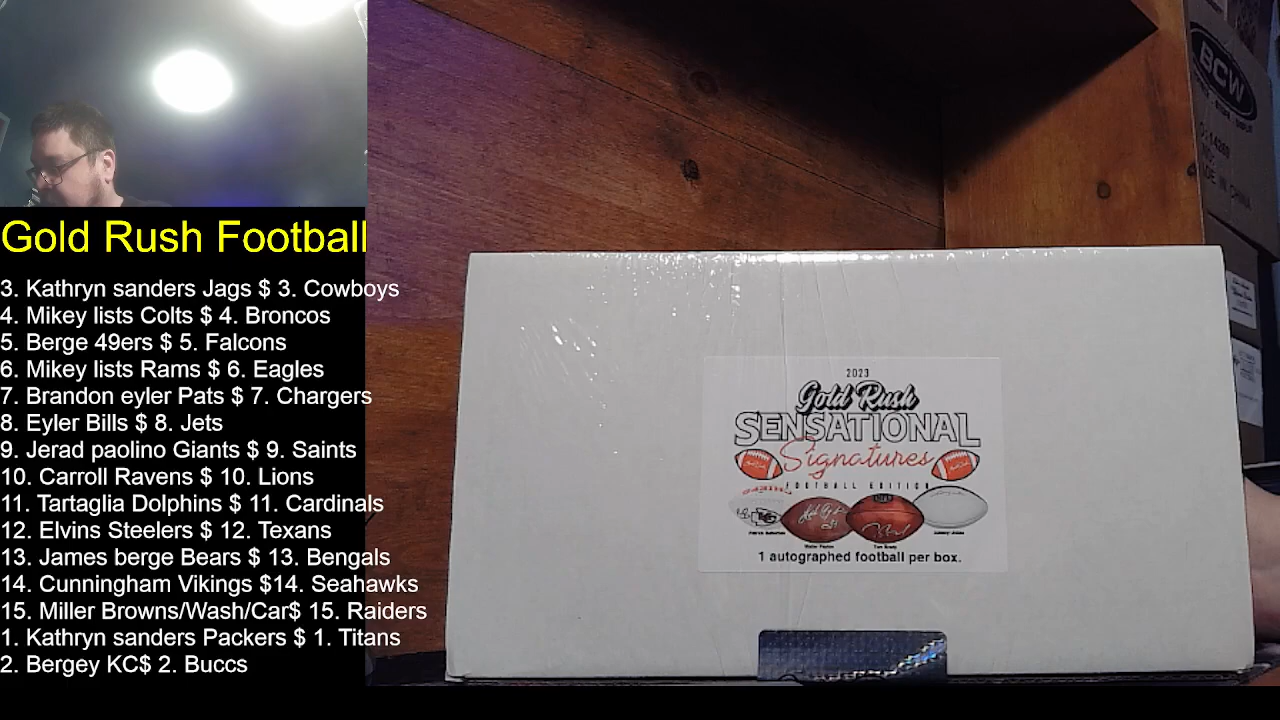 Gold Rush Football
3. Kathryn sanders Jags $ 3. Cowboys
4. Mikey lists Colts $ 4. Broncos
5. Berge 49ers $ 5. Falcons
6. Mikey lists Rams $ 6. Eagles
7. Brandon eyler Pats $ 7. Chargers
8. Eyler Bills $ 8. Jets
9. Jerad paolino Giants $ 9. Saints
10. Carroll Ravens $ 10. Lions
11. Tartaglia Dolphins $ 11. Cardinals
12. Elvins Steelers $ 12. Texans
13. James berge Bears $ 13. Bengals
14. Cunningham Vikings $14. Seahawks
15. Miller Browns/Wash/Car$ 15. Raiders
1. Kathryn sanders Packers $ 1. Titans
2. Bergey KC$ 2. Buccs
2023
Gold Rush
SENSATIONAL
Signatures
FOOTBALL EDITION
1 autographed football per box.
BCW